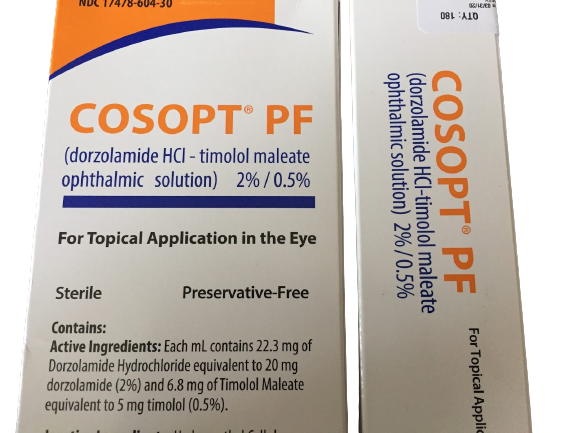 NDC 17478-604-30
COSOPT® PF
(dorzolamide HCl - timolol maleate
ophthalmic solution) 2% / 0.5%
For Topical Application in the Eye
Sterile Preservative-Free
Contains:
Active Ingredients: Each mL contains 22.3 mg of
Dorzolamide Hydrochloride equivalent to 20 mg
dorzolamide (2%) and 6.8 mg of Timolol Maleate
equivalent to 5 mg timolol (0.5%).
QTY: 180
COSOPT® PF
(dorzolamide HCl-timolol maleate
ophthalmic solution) 2%/0.5%
For Topical